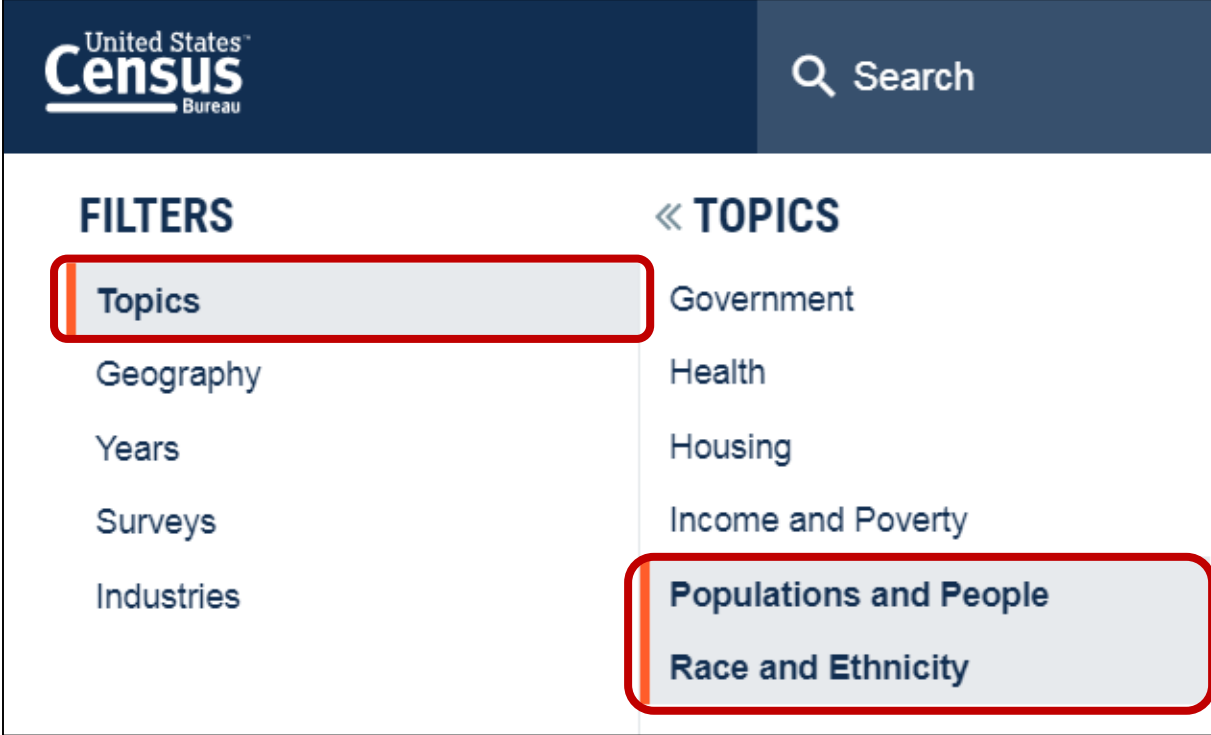 United States™
Census
Bureau
Search
FILTERS
Topics
Geography
Years
Surveys
Industries
« TOPICS
Government
Health
Housing
Income and Poverty
Populations and People
Race and Ethnicity